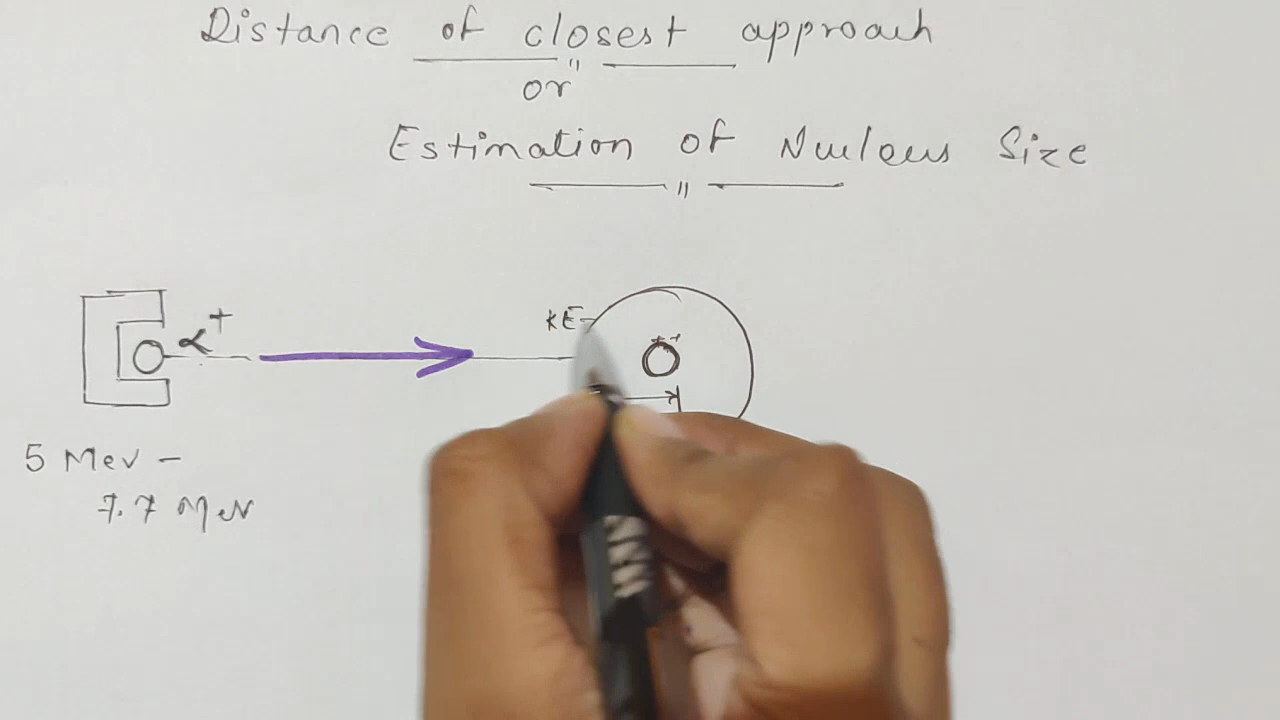 Distance of closest approach
or
Estimation of Nucleus Size
α+
KE
++
5 Mev -
7.7 MeV